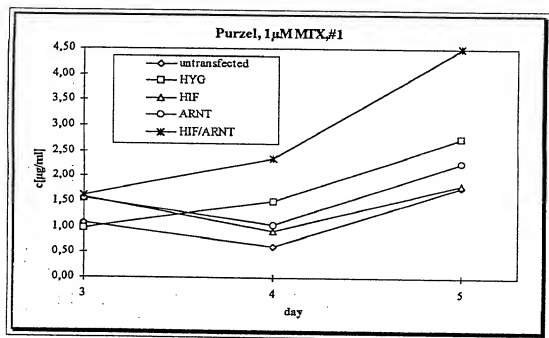 Purzel, 1µM MTX,#1
4,50
4,00
3,50
3,00
2,50
2,00
1,50
1,00
0,50
0,00
c[µg/ml]
untransfected
HYG
HIF
ARNT
HIF/ARNT
3
4
5
day